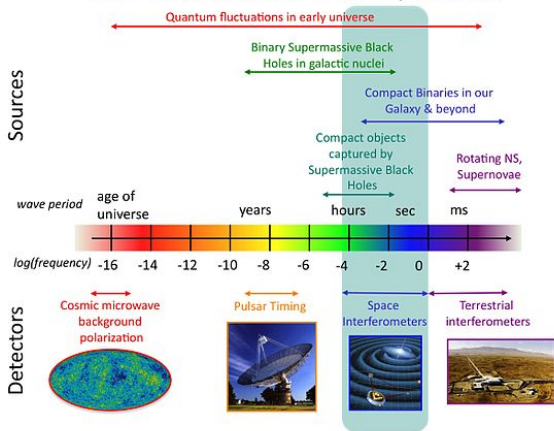 Quantum fluctuations in early universe
Binary Supermassive Black
Holes in galactic nuclei
Compact Binaries in our
Galaxy & beyond
Compact objects
captured by
Supermassive Black
Holes
Rotating NS,
Supernovae
Sources
wave period
age of
universe
years
hours
sec
ms
log(frequency)
-16
-14
-12
-10
-8
-6
-4
-2
0
+2
Detectors
Cosmic microwave
background
polarization
Pulsar Timing
Space
Interferometers
Terrestrial
interferometers